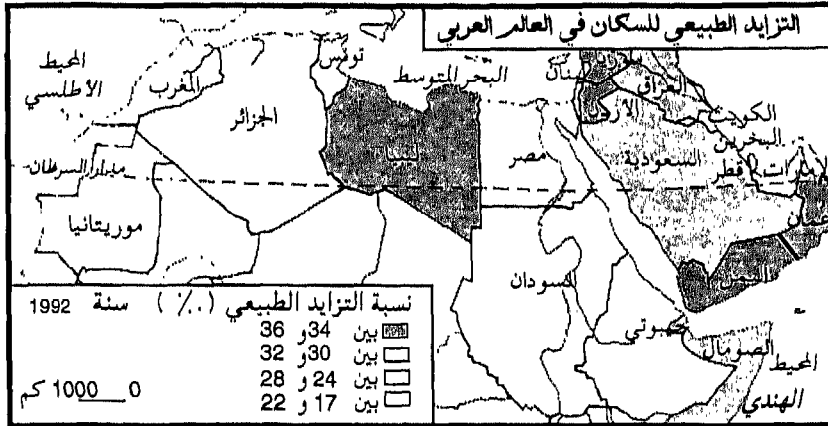 التزايد الطبيعي للسكان في العالم العربي
المحيط
الأطلسي
المغرب
تونس
البحر المتوسط
العراق
الأردن
الكويت
البحرين
الجزائر
ليبيا
مصر
السعودية
قطر
الامارات
مدار السرطان
موريتانيا
عمان
اليمن
السودان
جيبوتي
الصومال
المحيط
الهندي
نسبة التزايد الطبيعي (٪.) سنة 1992
بين 34 و 36
بين 30 و 32
بين 24 و 28
بين 17 و 22
0 1000 كم